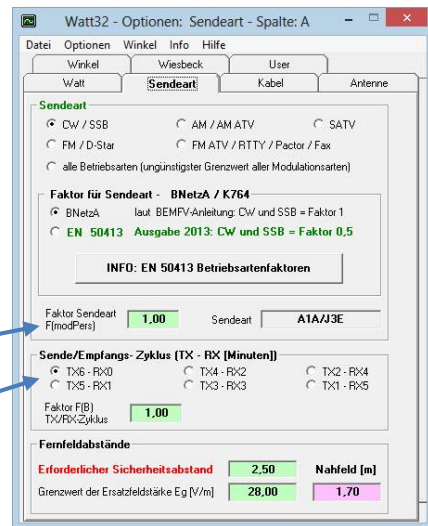 Watt32 - Optionen: Sendeart - Spalte: A
Datei Optionen Winkel Info Hilfe
Winkel Wiesbeck User
Watt Sendeart Kabel Antenne
Sendeart
CW / SSB AM / AM ATV SATV
FM / D-Star FM ATV / RTTY / Pactor / Fax
alle Betriebsarten (ungünstigster Grenzwert aller Modulationsarten)
Faktor für Sendeart - BNetzA / K764
BNetzA laut BEMFV-Anleitung: CW und SSB = Faktor 1
EN 50413 Ausgabe 2013: CW und SSB = Faktor 0,5
INFO: EN 50413 Betriebsartenfaktoren
Faktor Sendeart
F(modPers) 1,00 Sendeart A1A/J3E
Sende/Empfangs- Zyklus (TX - RX [Minuten])
TX6 - RX0 TX4 - RX2 TX2 - RX4
TX5 - RX1 TX3 - RX3 TX1 - RX5
Faktor F(B)
TX/RX-Zyklus 1,00
Fernfeldabstände
Erforderlicher Sicherheitsabstand 2,50 Nahfeld [m]
Grenzwert der Ersatzfeldstärke Eg [V/m] 28,00 1,70